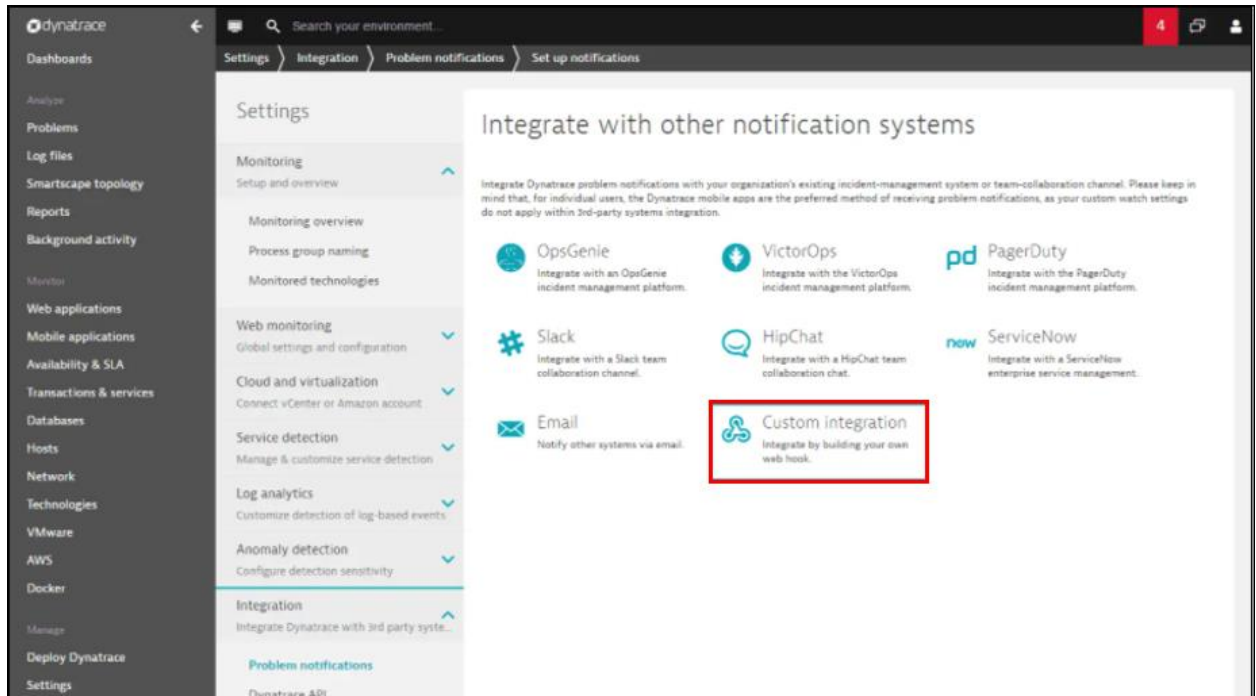 dynatrace
Search your environment...
4
Settings
Integration
Problem notifications
Set up notifications
Dashboards
Analyze
Problems
Log files
Smartscape topology
Reports
Background activity
Monitor
Web applications
Mobile applications
Availability & SLA
Transactions & services
Databases
Hosts
Network
Technologies
VMware
AWS
Docker
Manage
Deploy Dynatrace
Settings
Settings
Monitoring
Setup and overview
Monitoring overview
Process group naming
Monitored technologies
Web monitoring
Global settings and configuration
Cloud and virtualization
Connect vCenter or Amazon account
Service detection
Manage & customize service detection
Log analytics
Customize detection of log-based events
Anomaly detection
Configure detection sensitivity
Integration
Integrate Dynatrace with 3rd party syste...
Problem notifications
Dynatrace API
Integrate with other notification systems
Integrate Dynatrace problem notifications with your organization's existing incident-management system or team-collaboration channel. Please keep in
mind that, for individual users, the Dynatrace mobile apps are the preferred method of receiving problem notifications, as your custom watch settings
do not apply within 3rd-party systems integration.
OpsGenie
Integrate with an OpsGenie
incident management platform.
VictorOps
Integrate with the VictorOps
incident management platform.
pd
PagerDuty
Integrate with the PagerDuty
incident management platform.
Slack
Integrate with a Slack team
collaboration channel.
HipChat
Integrate with a HipChat team
collaboration chat.
now
ServiceNow
Integrate with a ServiceNow
enterprise service management.
Email
Notify other systems via email.
Custom integration
Integrate by building your own
web hook.